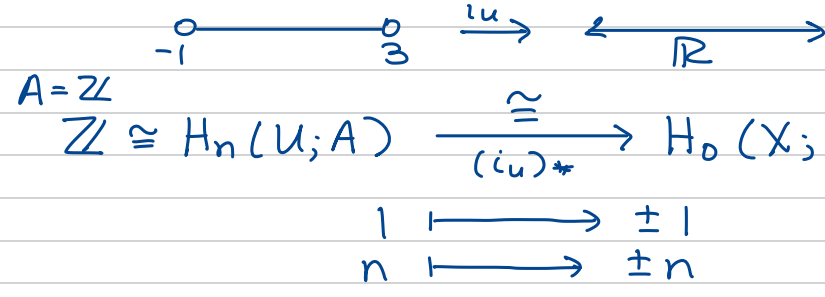 iu
-1 3 ℝ
A = ℤ
ℤ ≅ Hn(U; A) ≅ (iu)* → H0(X;
1 ↦ ± 1
n ↦ ± n